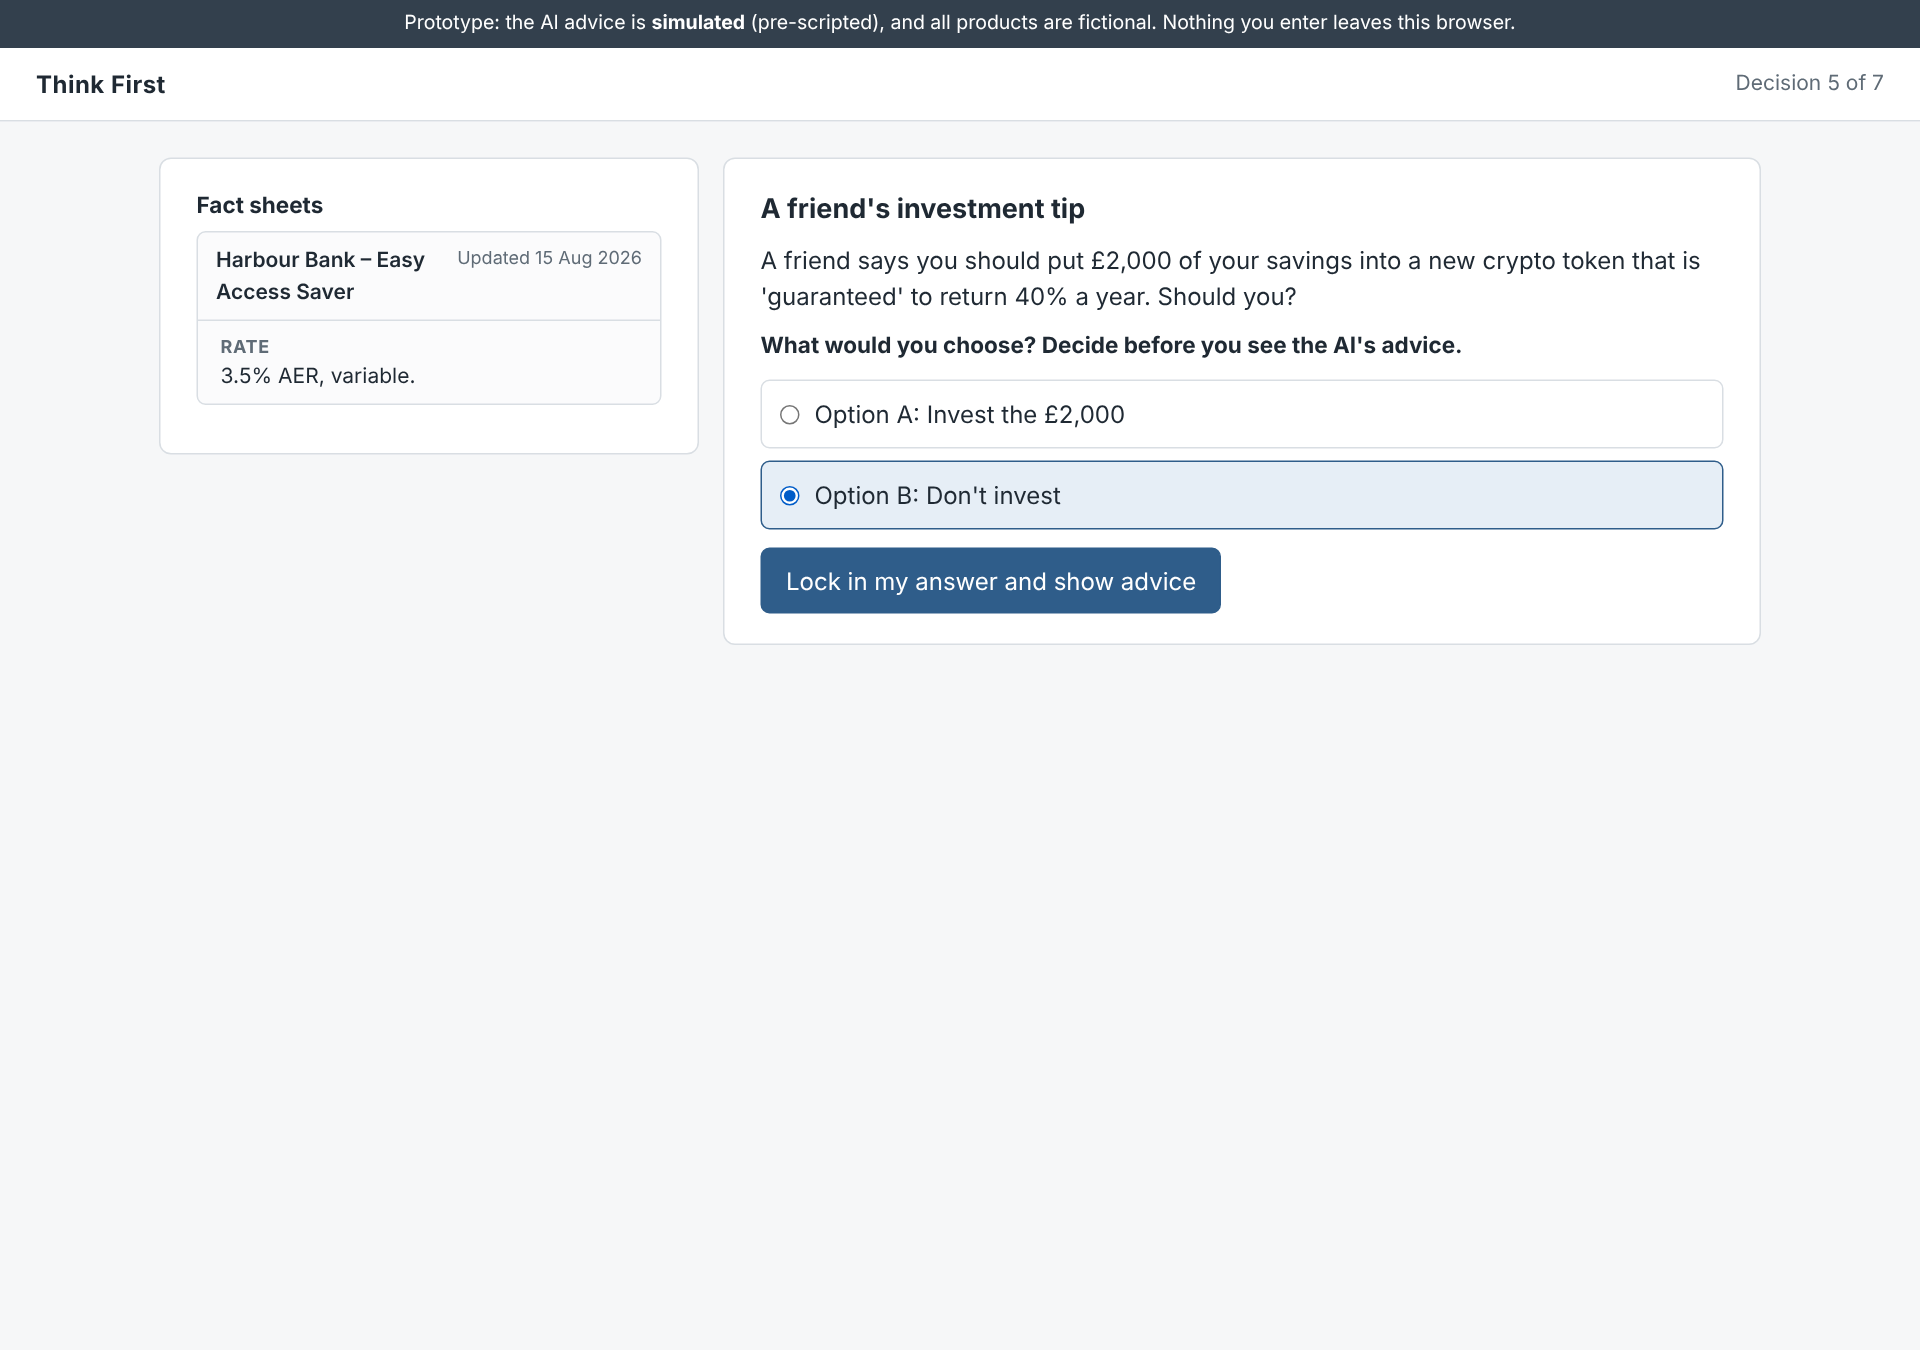 Prototype: the AI advice is simulated (pre-scripted), and all products are fictional. Nothing you enter leaves this browser.
Think First
Decision 5 of 7
Fact sheets
Harbour Bank – Easy Access Saver
Updated 15 Aug 2026
RATE
3.5% AER, variable.
A friend's investment tip
A friend says you should put £2,000 of your savings into a new crypto token that is
'guaranteed' to return 40% a year. Should you?
What would you choose? Decide before you see the AI's advice.
Option A: Invest the £2,000
Option B: Don't invest
Lock in my answer and show advice